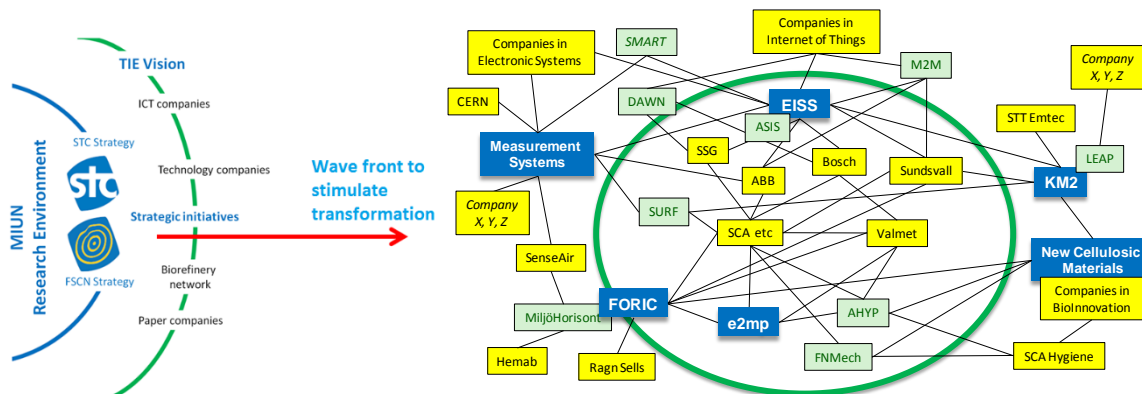 TIE Vision
ICT companies
STC Strategy
stc
Technology companies
MIUN
Research Environment
Strategic initiatives
FSCN Strategy
Biorefinery
network
Paper companies
Wave front to
stimulate
transformation
Companies in
Electronic Systems
SMART
Companies in
Internet of Things
M2M
Company
X, Y, Z
CERN
DAWN
EISS
ASIS
STT Emtec
Measurement
Systems
SSG
Bosch
Sundsvall
LEAP
ABB
KM2
Company
X, Y, Z
SURF
SCA etc
Valmet
SenseAir
New Cellulosic
Materials
Companies in
BioInnovation
FORIC
MiljöHorisont
e2mp
AHYP
Hemab
Ragn Sells
FNMech
SCA Hygiene